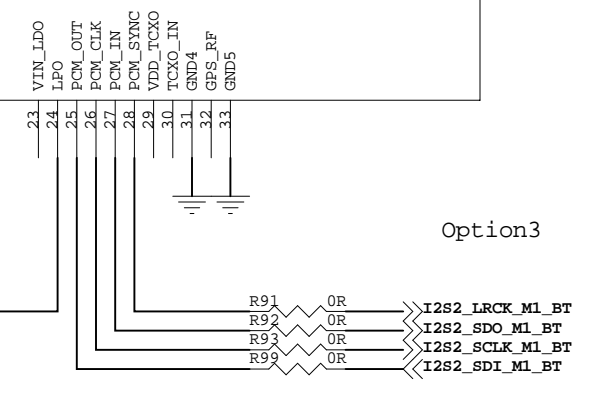 VIN_LDO
LPO
PCM_OUT
PCM_CLK
PCM_IN
PCM_SYNC
VDD_TCXO
TCXO_IN
GND4
GPS_RF
GND5
23
24
25
26
27
28
29
30
31
32
33
Option3
R91 0R I2S2_LRCK_M1_BT
R92 0R I2S2_SDO_M1_BT
R93 0R I2S2_SCLK_M1_BT
R99 0R I2S2_SDI_M1_BT